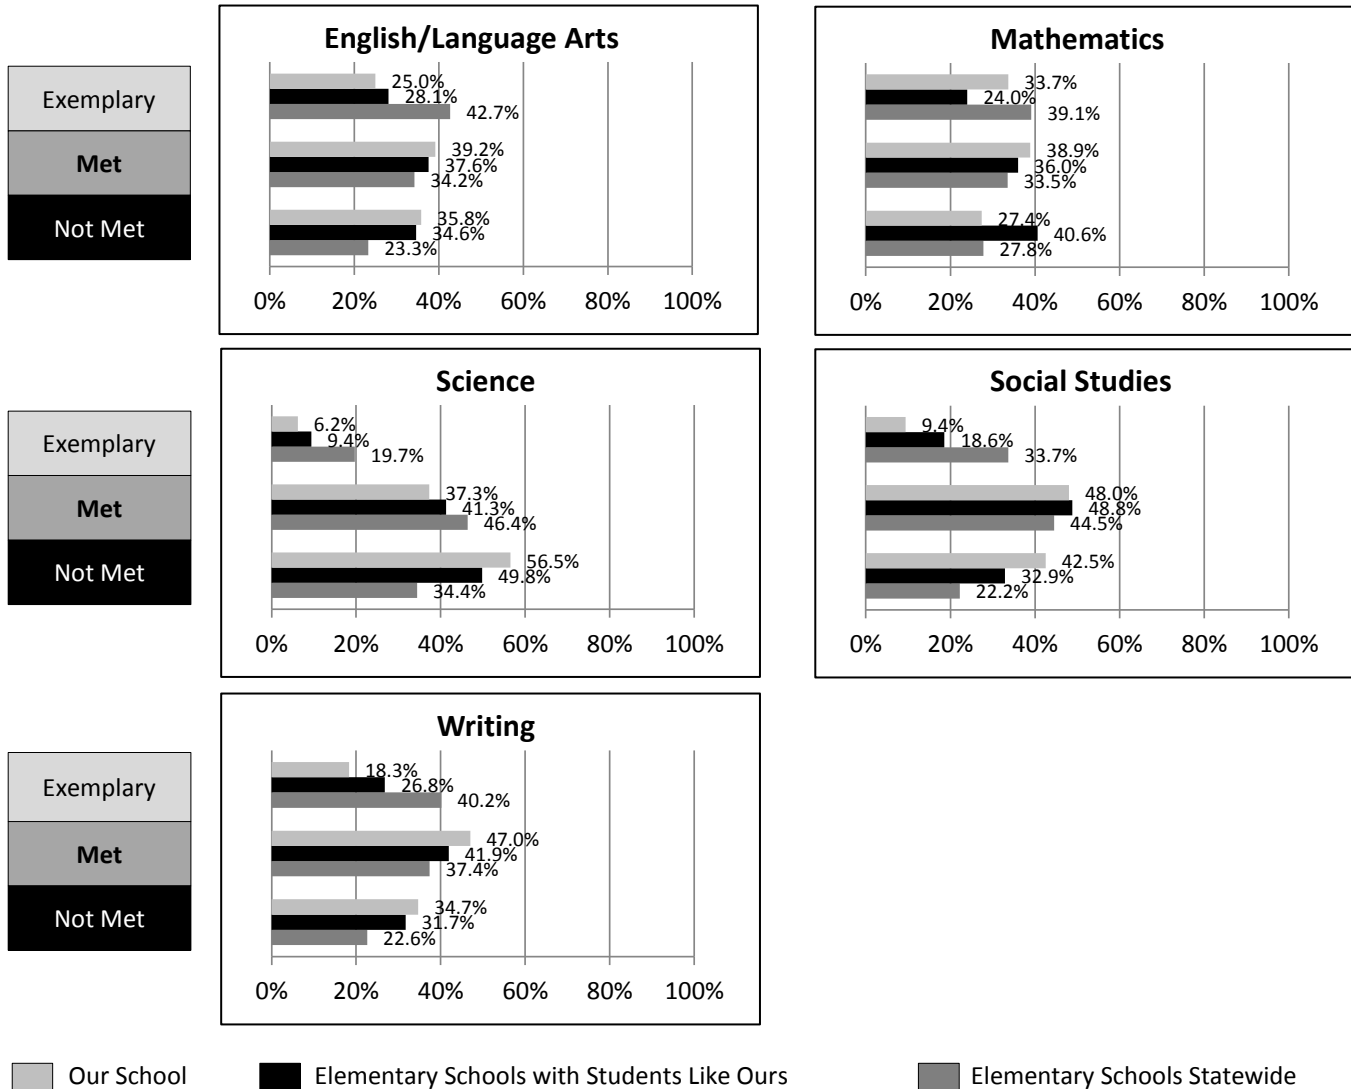 English/Language Arts
Exemplary
Met
Not Met
25.0%
28.1%
42.7%
39.2%
37.6%
34.2%
35.8%
34.6%
23.3%
0% 20% 40% 60% 80% 100%
Mathematics
33.7%
24.0%
39.1%
38.9%
36.0%
33.5%
27.4%
40.6%
27.8%
0% 20% 40% 60% 80% 100%
Science
Exemplary
Met
Not Met
6.2%
9.4%
19.7%
37.3%
41.3%
46.4%
56.5%
49.8%
34.4%
0% 20% 40% 60% 80% 100%
Social Studies
9.4%
18.6%
33.7%
48.0%
48.8%
44.5%
42.5%
32.9%
22.2%
0% 20% 40% 60% 80% 100%
Writing
Exemplary
Met
Not Met
18.3%
26.8%
40.2%
47.0%
41.9%
37.4%
34.7%
31.7%
22.6%
0% 20% 40% 60% 80% 100%
Our School Elementary Schools with Students Like Ours Elementary Schools Statewide